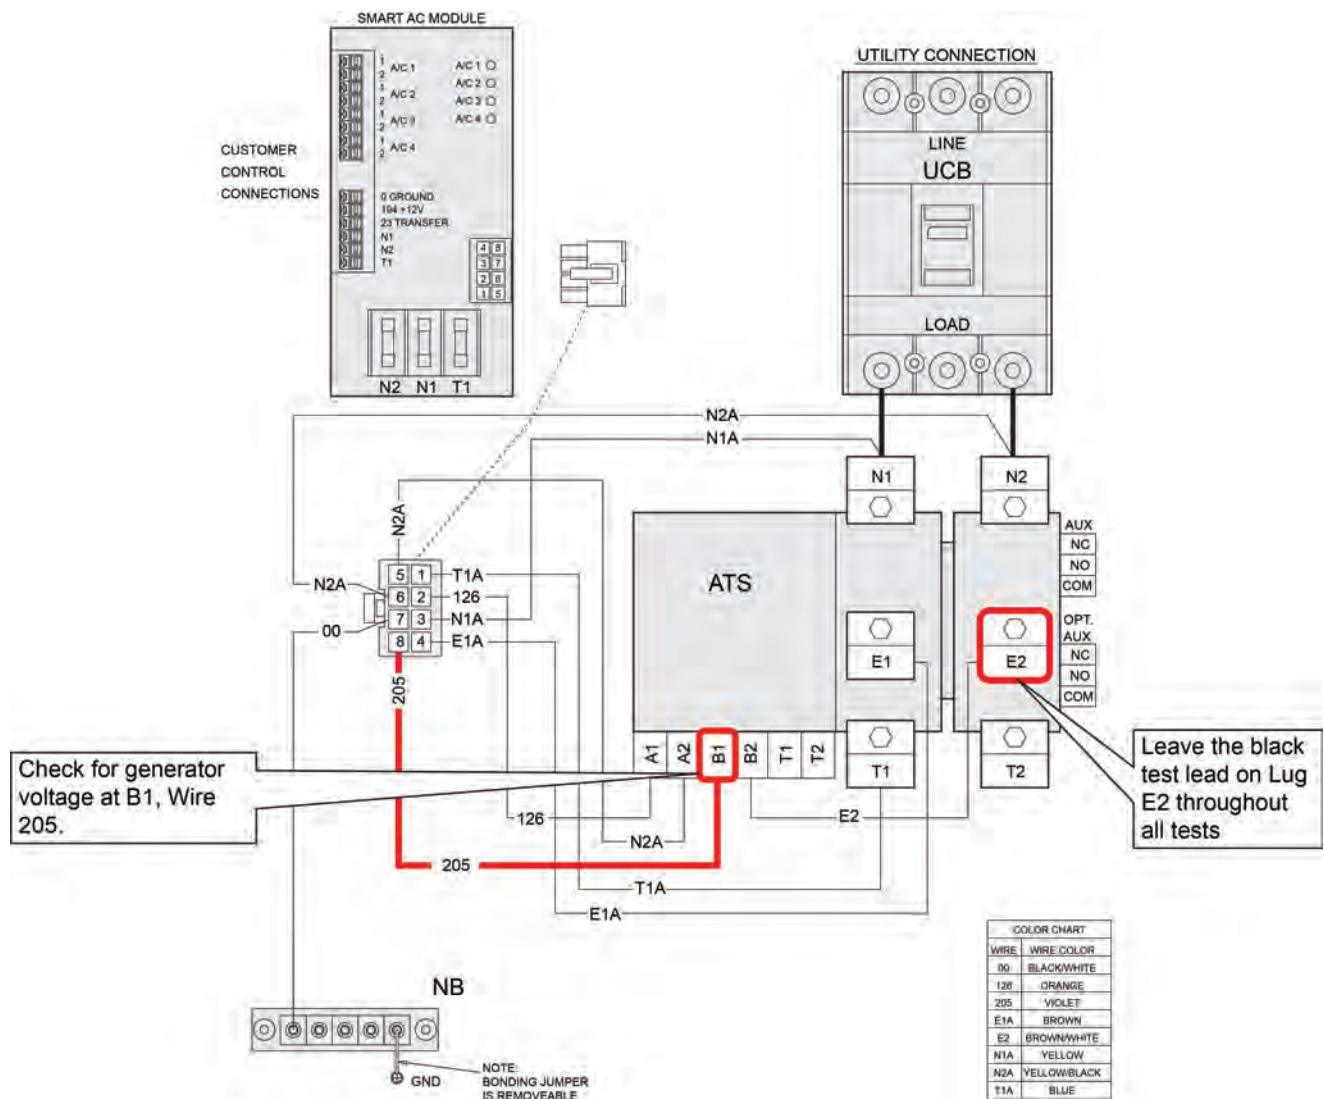 SMART AC MODULE
1
A/C 1
2
1
A/C 2
2
1
A/C 3
2
1
A/C 4
2
A/C 1
A/C 2
A/C 3
A/C 4
CUSTOMER
CONTROL
CONNECTIONS
0 GROUND
194 +12V
23 TRANSFER
N1
N2
T1
4 8
3 7
2 6
1 5
N2 N1 T1
UTILITY CONNECTION
LINE
UCB
LOAD
N2A
N1A
N2A
N1
N2
ATS
AUX
NC
NO
COM
OPT.
AUX
NC
NO
COM
5 1
6 2
7 3
8 4
T1A
126
N1A
E1A
N2A
00
205
E1
E2
T1
T2
A1
A2
B1
B2
T1
T2
Check for generator
voltage at B1, Wire
205.
Leave the black
test lead on Lug
E2 throughout
all tests
126
E2
N2A
205
T1A
E1A
NB
GND
NOTE:
BONDING JUMPER
IS REMOVEABLE
COLOR CHART
WIRE WIRE COLOR
00 BLACK/WHITE
126 ORANGE
205 VIOLET
E1A BROWN
E2 BROWN/WHITE
N1A YELLOW
N2A YELLOW/BLACK
T1A BLUE